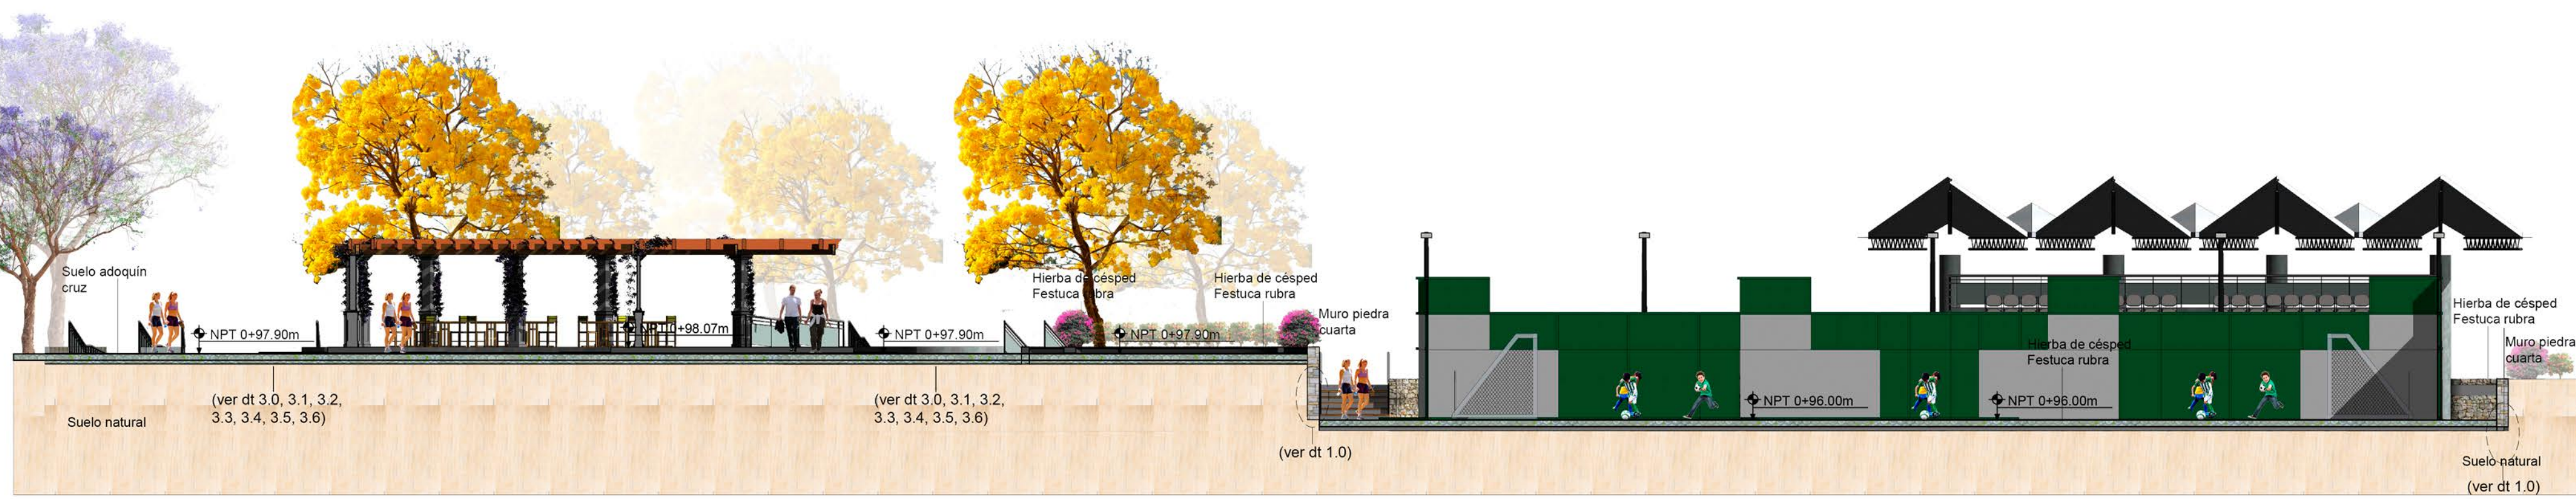 Suelo adoquín
cruz
NPT 0+97.90m
NPT 0+98.07m
NPT 0+97.90m
Hierba de césped
Festuca rubra
NPT 0+97.90m
Hierba de césped
Festuca rubra
Muro piedra
cuarta
Hierba de césped
Festuca rubra
NPT 0+96.00m
NPT 0+96.00m
Hierba de césped
Festuca rubra
Muro piedra
cuarta
Suelo natural
(ver dt 3.0, 3.1, 3.2,
3.3, 3.4, 3.5, 3.6)
(ver dt 3.0, 3.1, 3.2,
3.3, 3.4, 3.5, 3.6)
(ver dt 1.0)
Suelo natural
(ver dt 1.0)